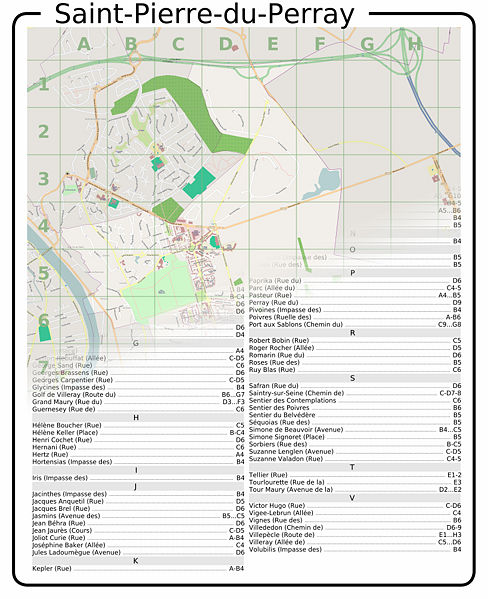 Saint-Pierre-du-Perray
A B C D E F G H
1
2
3
4
5
6
7
G10
B4-5
A5...B6
B4
B5
N
B4
O
B5
B5
P
Paprika (Rue du) D6
Parc (Allée du) C4-5
Pasteur (Rue) A4...B5
Perray (Rue du) D9
Pivoines (Impasse des) B4
Poivres (Ruelle des) A-B6
Port aux Sablons (Chemin du) C9...G8
R
Robert Bobin (Rue) C5
Roger Rocher (Allée) D5
Romarin (Rue du) D6
Roses (Rue des) B5
Ruy Blas (Rue) C6
S
Safran (Rue du) D6
Saintry-sur-Seine (Chemin de) C-D7-8
Sentier des Contemplations C6
Sentier des Poivres B6
Sentier du Belvédère B5
Séquoias (Rue des) B5
Simone de Beauvoir (Avenue) B4...C5
Simone Signoret (Place) B5
Sorbiers (Rue des) B-C5
Suzanne Lenglen (Avenue) C-D5
Suzanne Valadon (Rue) C4-5
T
Tellier (Rue) E1-2
Tourlourette (Rue de la) E3
Tour Maury (Avenue de la) D2...E2
V
Victor Hugo (Rue) C-D6
Vigee-Lebrun (Allée) C4
Vignes (Rue des) B6
Villededon (Chemin de) D6-9
Villepècle (Route de) E1...H3
Villeray (Allée de) C5...D6
Volubilis (Impasse des) B4
B4
B-C4
D6
D6
D6
D6
G
A4
(Allée) C-D5
George Sand (Rue) C6
Georges Brassens (Rue) D6
Georges Carpentier (Rue) C-D5
Glycines (Impasse des) B4
Golf de Villeray (Route du) B6...G7
Grand Maury (Rue du) D3...F3
Guernesey (Rue de) C6
H
Hélène Boucher (Rue) C5
Hélène Keller (Place) B-C4
Henri Cochet (Rue) D6
Hernani (Rue) C6
Hertz (Rue) A4
Hortensias (Impasse des) B4
I
Iris (Impasse des) B4
J
Jacinthes (Impasse des) B4
Jacques Anquetil (Rue) D5
Jacques Brel (Rue) D6
Jasmins (Avenue des) B5...C5
Jean Béhra (Rue) D6
Jean Jaurès (Cours) C-D5
Joliot Curie (Rue) A-B4
Joséphine Baker (Allée) C4
Jules Ladoumègue (Avenue) D6
K
Kepler (Rue) A-B4